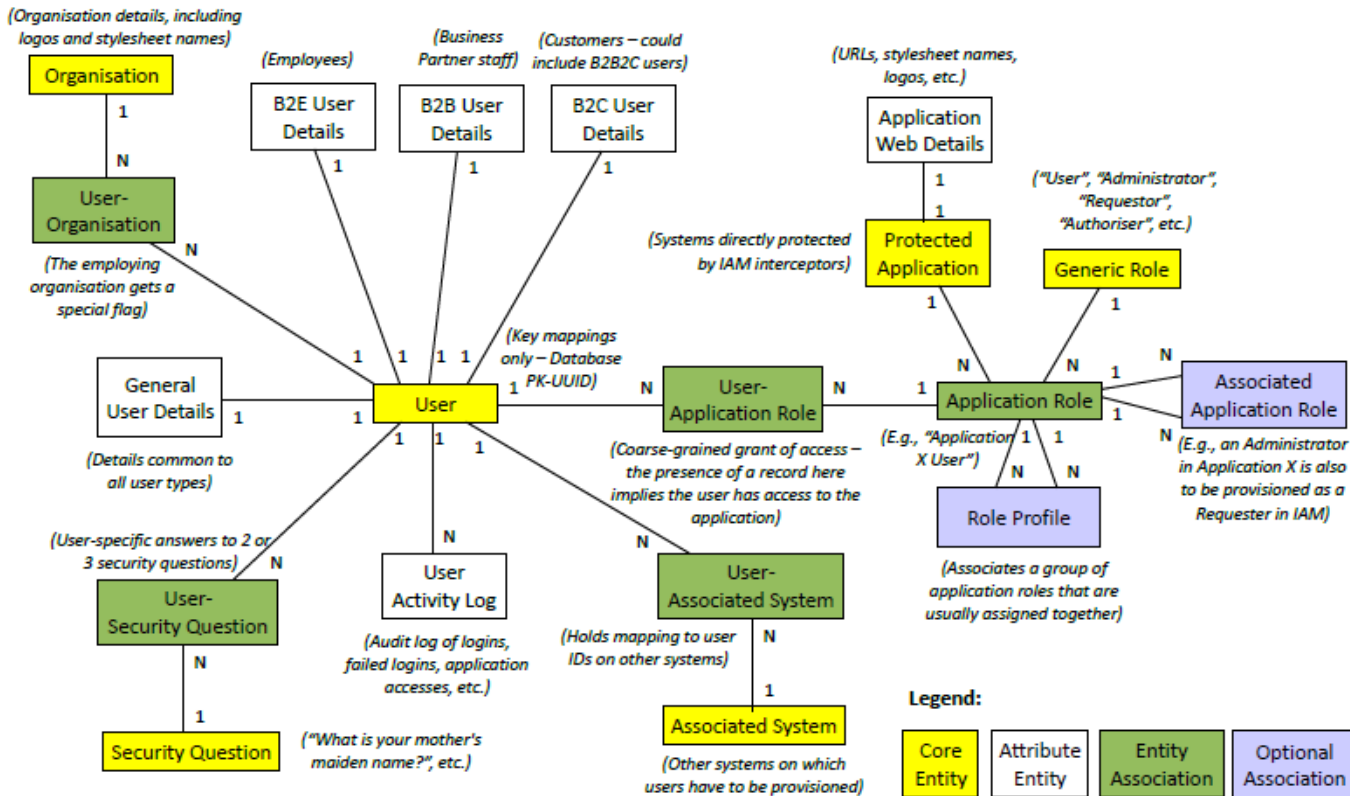 (Organisation details, including
logos and stylesheet names)
Organisation
1
N
User-
Organisation
N
(The employing
organisation gets a
special flag)
(Employees)
B2E User
Details
1
(Business
Partner staff)
B2B User
Details
1
(Customers – could
include B2B2C users)
B2C User
Details
1
(URLs, stylesheet names,
logos, etc.)
Application
Web Details
1
1
(Systems directly protected
by IAM interceptors)
Protected
Application
1
("User", "Administrator",
"Requestor",
"Authoriser", etc.)
Generic Role
1
(Key mappings
only – Database
PK-UUID)
1
1
1
1
General
User Details
1
1
(Details common to
all user types)
User
1
N
User-
Application Role
N
1
(Coarse-grained grant of access –
the presence of a record here
implies the user has access to the
application)
N
N
Application Role
(E.g., "Application
X User")
1
N
1
N
Associated
Application Role
(E.g., an Administrator
in Application X is also
to be provisioned as a
Requester in IAM)
1
1
N
N
Role Profile
(Associates a group of
application roles that are
usually assigned together)
1
1
1
(User-specific answers to 2 or
3 security questions)
N
User-
Security Question
N
1
Security Question
("What is your mother's
maiden name?", etc.)
N
User
Activity Log
(Audit log of logins,
failed logins, application
accesses, etc.)
N
User-
Associated System
(Holds mapping to user
IDs on other systems)
N
1
Associated System
(Other systems on which
users have to be provisioned)
Legend:
Core
Entity
Attribute
Entity
Entity
Association
Optional
Association